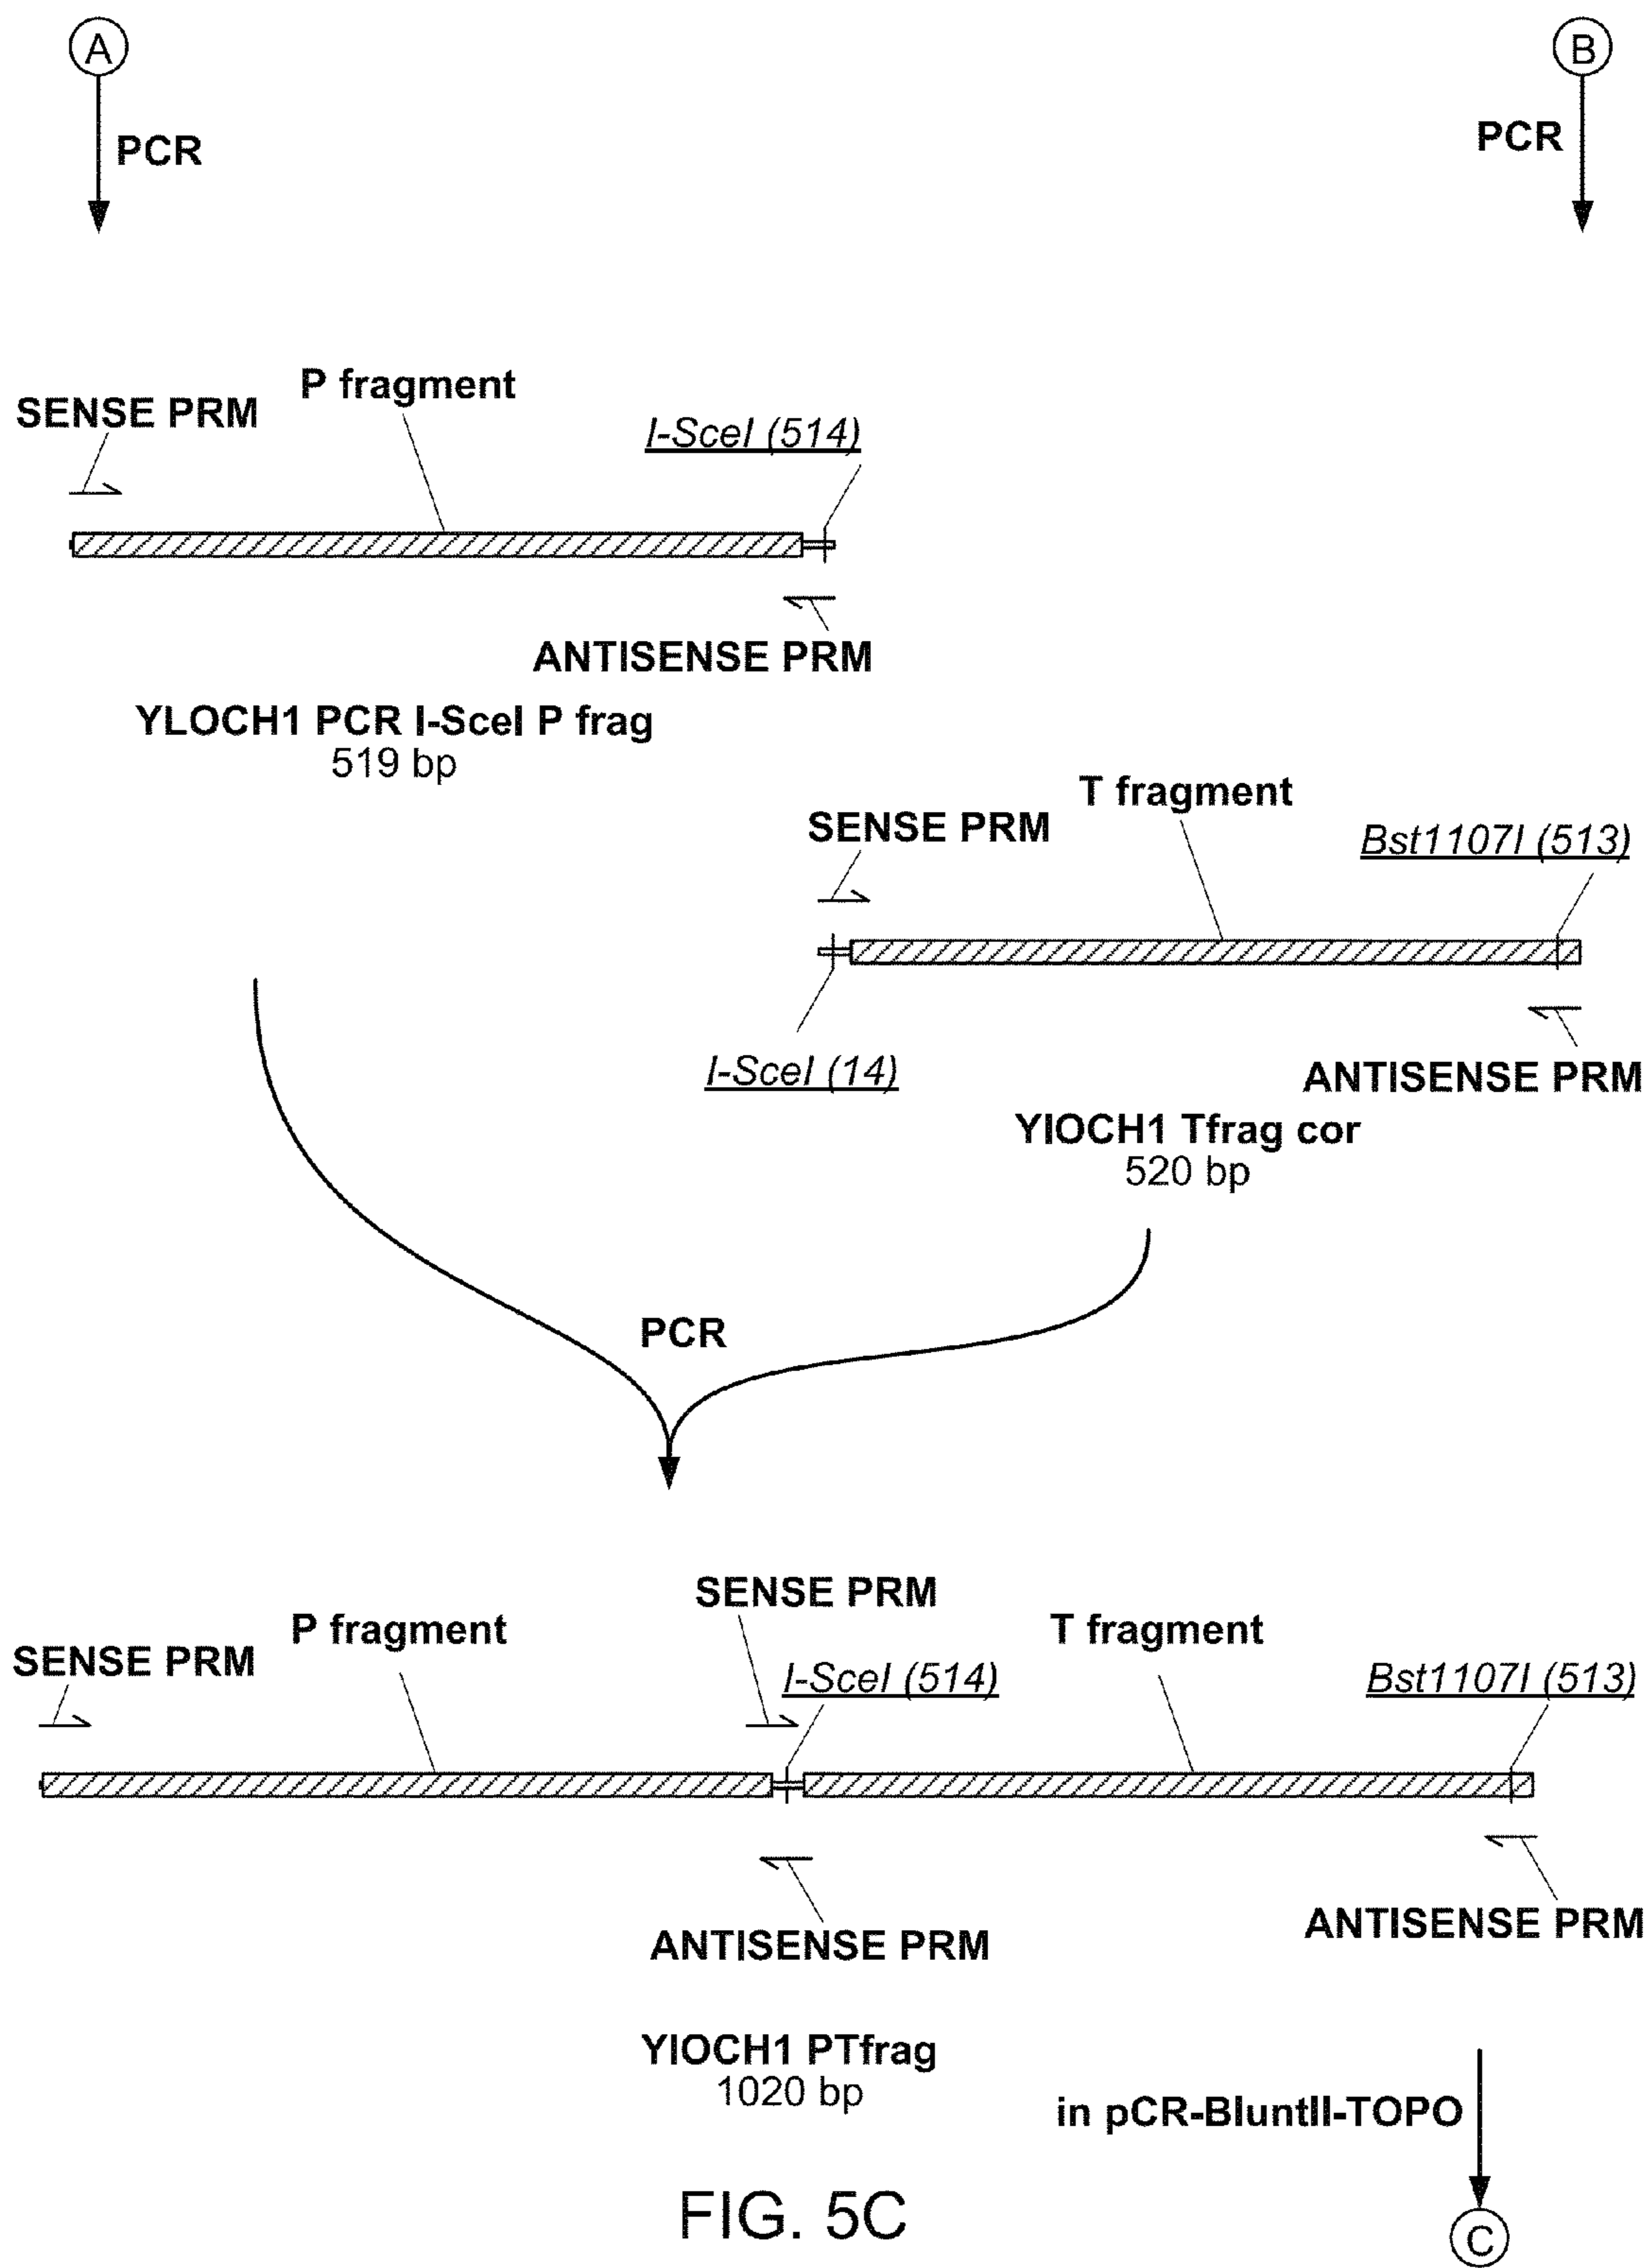 A
B
PCR
PCR
P fragment
SENSE PRM
I-SceI (514)
ANTISENSE PRM
YLOCH1 PCR I-SceI P frag
519 bp
T fragment
SENSE PRM
Bst1107I (513)
I-SceI (14)
ANTISENSE PRM
YIOCH1 Tfrag cor
520 bp
PCR
SENSE PRM
P fragment
T fragment
SENSE PRM
I-SceI (514)
Bst1107I (513)
ANTISENSE PRM
ANTISENSE PRM
YIOCH1 PTfrag
1020 bp
in pCR-BluntII-TOPO
FIG. 5C
C